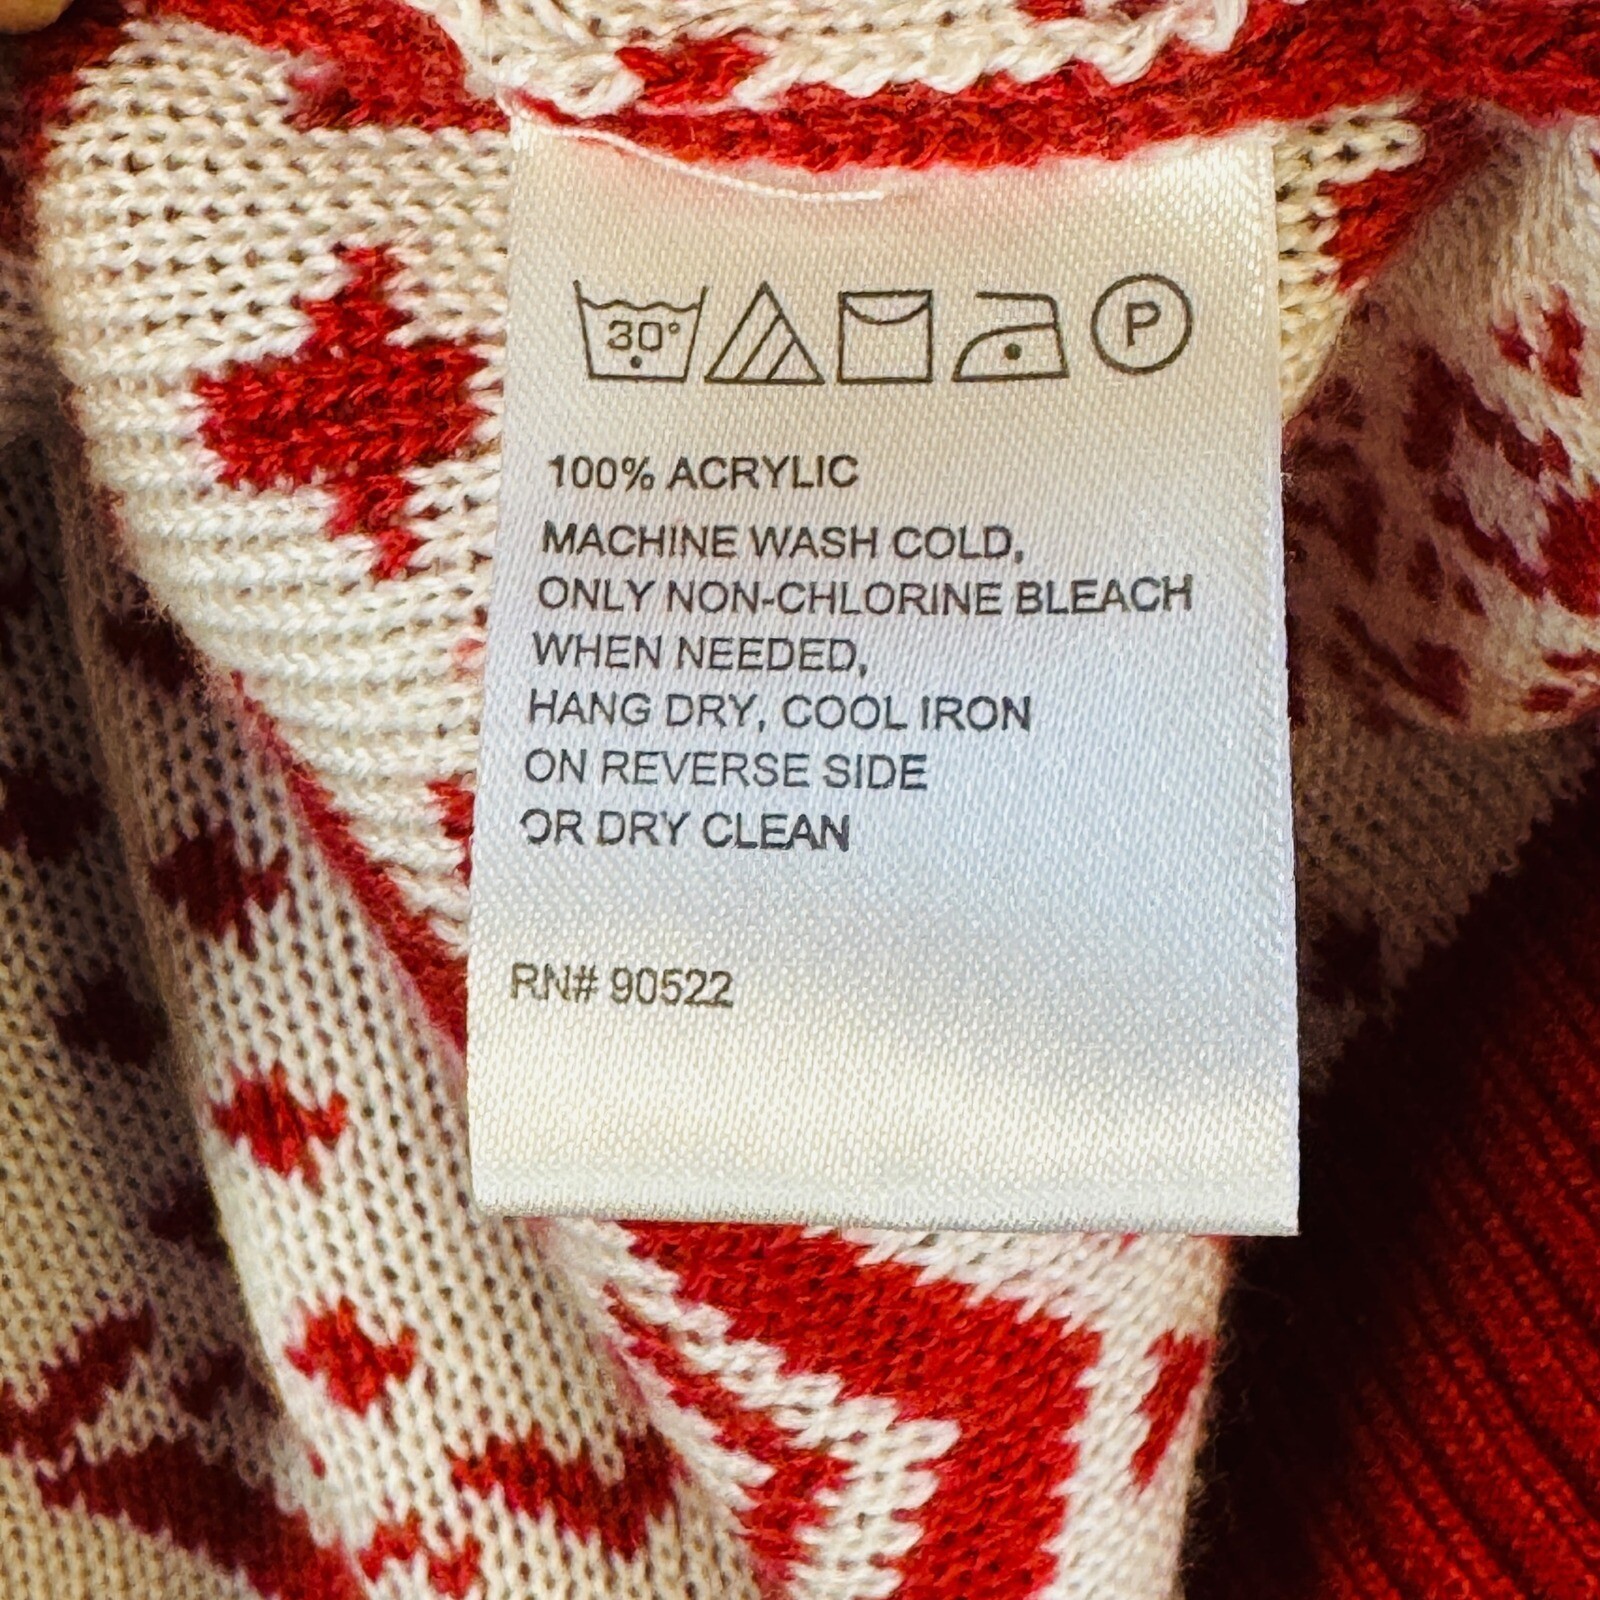 30°
P
100% ACRYLIC
MACHINE WASH COLD,
ONLY NON-CHLORINE BLEACH
WHEN NEEDED,
HANG DRY, COOL IRON
ON REVERSE SIDE
OR DRY CLEAN
RN# 90522